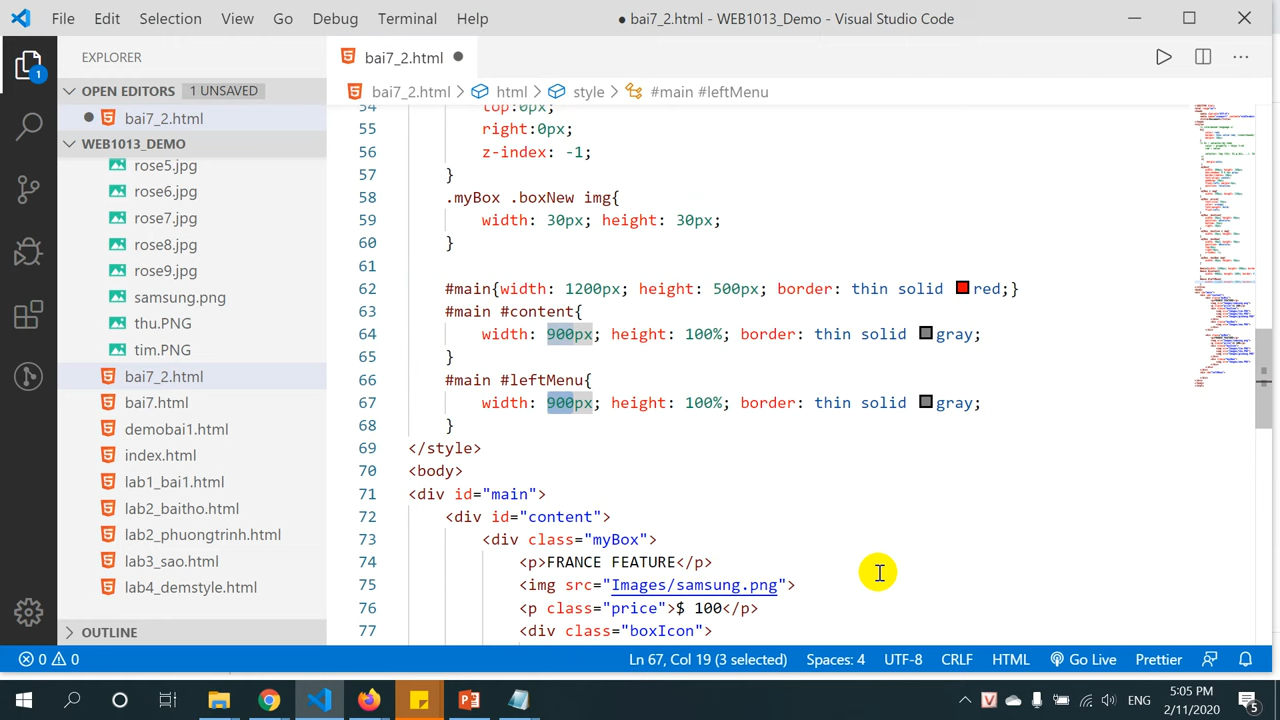 File Edit Selection View Go Debug Terminal Help ● bai7_2.html - WEB1013_Demo - Visual Studio Code
EXPLORER
bai7_2.html
OPEN EDITORS 1 UNSAVED
bai7_2.html
WEB1013_DEMO
rose5.jpg
rose6.jpg
rose7.jpg
rose8.jpg
rose9.jpg
samsung.png
thu.PNG
tim.PNG
bai7_2.html
bai7.html
demobai1.html
index.html
lab1_bai1.html
lab2_baitho.html
lab2_phuongtrinh.html
lab3_sao.html
lab4_demstyle.html
OUTLINE
1
bai7_2.html > html > style > #main #leftMenu
54 top:0px;
55 right:0px;
56 z-index: -1;
57 }
58 .myBox .boxNew img{
59 width: 30px; height: 30px;
60 }
61
62 #main{width: 1200px; height: 500px; border: thin solid red;}
63 #main #content{
64 width: 900px; height: 100%; border: thin solid gray;
65 }
66 #main #leftMenu{
67 width: 900px; height: 100%; border: thin solid gray;
68 }
69 </style>
70 <body>
71 <div id="main">
72 <div id="content">
73 <div class="myBox">
74 <p>FRANCE FEATURE</p>
75 <img src="Images/samsung.png">
76 <p class="price">$ 100</p>
77 <div class="boxIcon">
0 0 Ln 67, Col 19 (3 selected) Spaces: 4 UTF-8 CRLF HTML Go Live Prettier
ENG 5:05 PM
2/11/2020
5